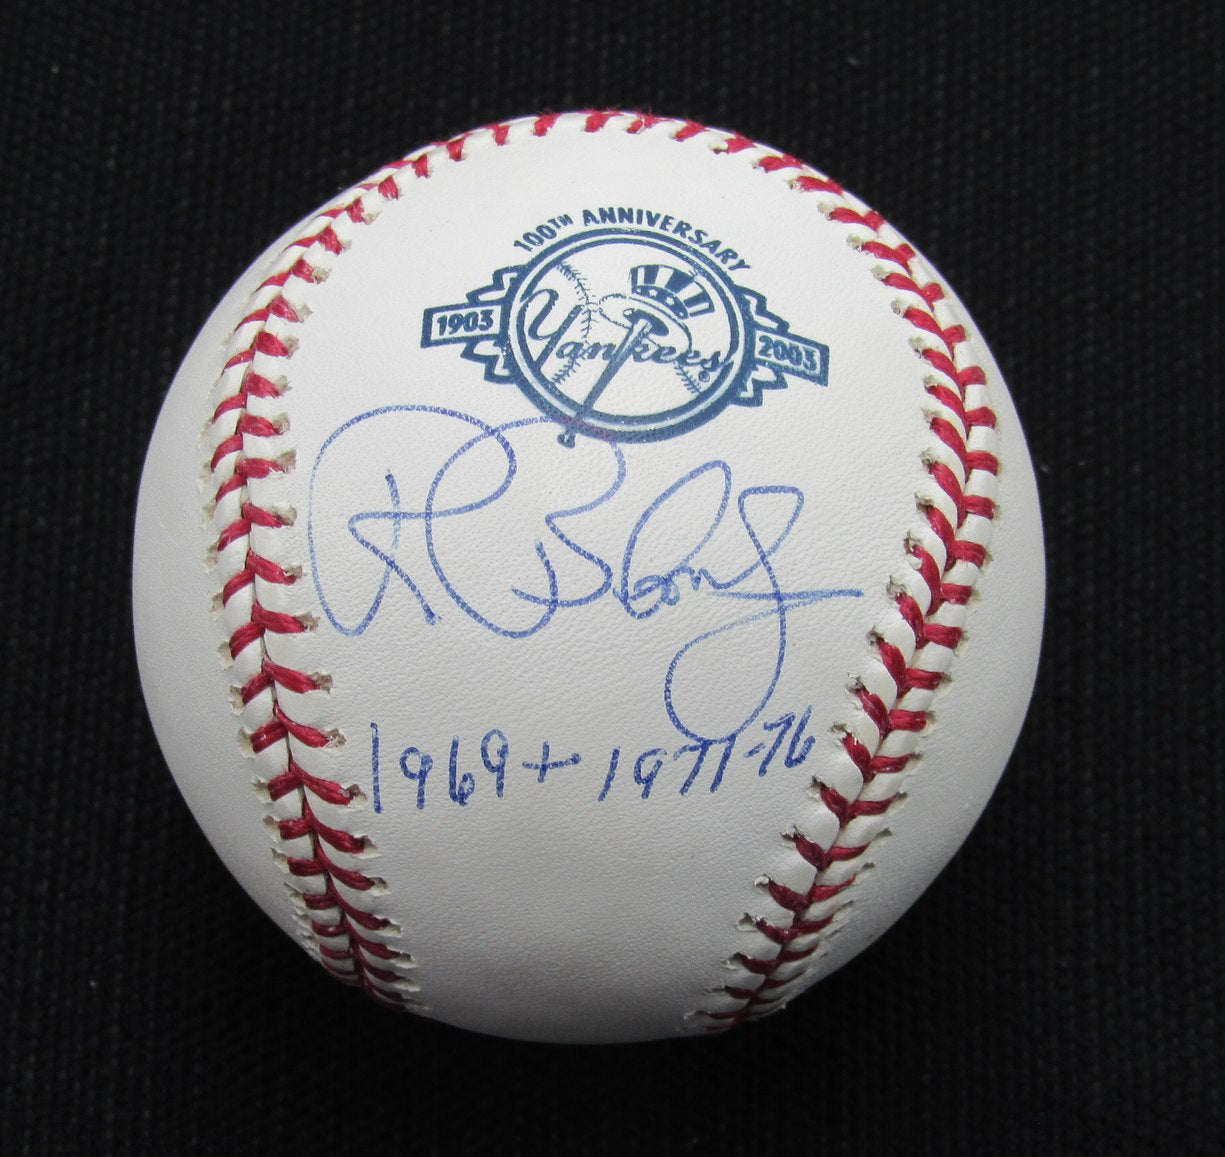 100TH ANNIVERSARY
1903 Yankees 2003
1969 + 1971-76